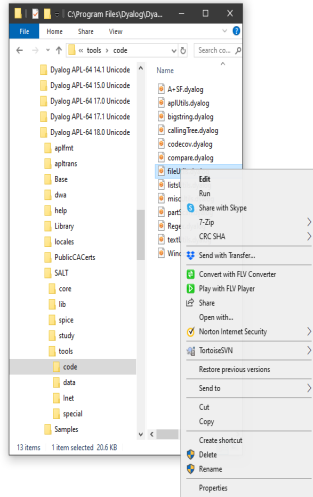 C:\Program Files\Dyalog\Dya...
File Home Share View
« tools › code Search co...
Dyalog APL-64 14.1 Unicode
Dyalog APL-64 15.0 Unicode
Dyalog APL-64 17.0 Unicode
Dyalog APL-64 17.1 Unicode
Dyalog APL-64 18.0 Unicode
aplfmt
apltrans
Base
dwa
help
Library
locales
PublicCACerts
SALT
core
lib
spice
study
tools
code
data
Inet
special
Samples
Name
A+SF.dyalog
aplUtils.dyalog
bigstring.dyalog
callingTree.dyalog
codecov.dyalog
compare.dyalog
fileU
listsU
misc
partS
Rege
textU
Wind
13 items 1 item selected 20.6 KB
Edit
Run
Share with Skype
7-Zip
CRC SHA
Send with Transfer...
Convert with FLV Converter
Play with FLV Player
Share
Open with...
Norton Internet Security
TortoiseSVN
Restore previous versions
Send to
Cut
Copy
Create shortcut
Delete
Rename
Properties